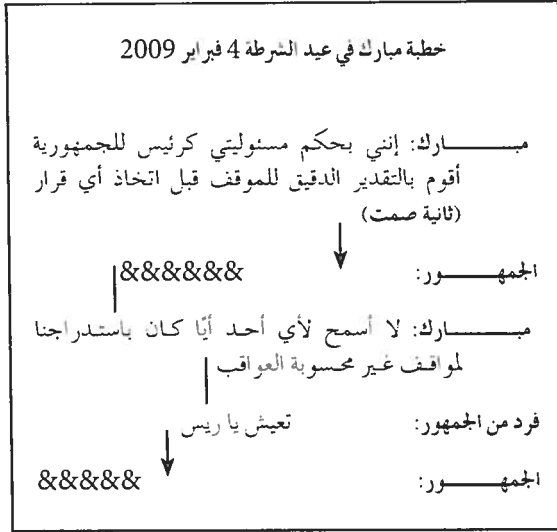 خطبة مبارك في عيد الشرطة 4 فبراير 2009
مبـــــــارك: إنني بحكم مسئوليتي كرئيس للجمهورية
أقوم بالتقدير الدقيق للموقف قبل اتخاذ أي قرار
(ثانية صمت)
الجمهـــــــور: &&&&&&
مبـــــــارك: لا أسمح لأي أحد أيًا كان باستدراجنا
لمواقف غير محسوبة العواقب
فرد من الجمهور: تعيش يا ريس
الجمهـــــــور: &&&&&